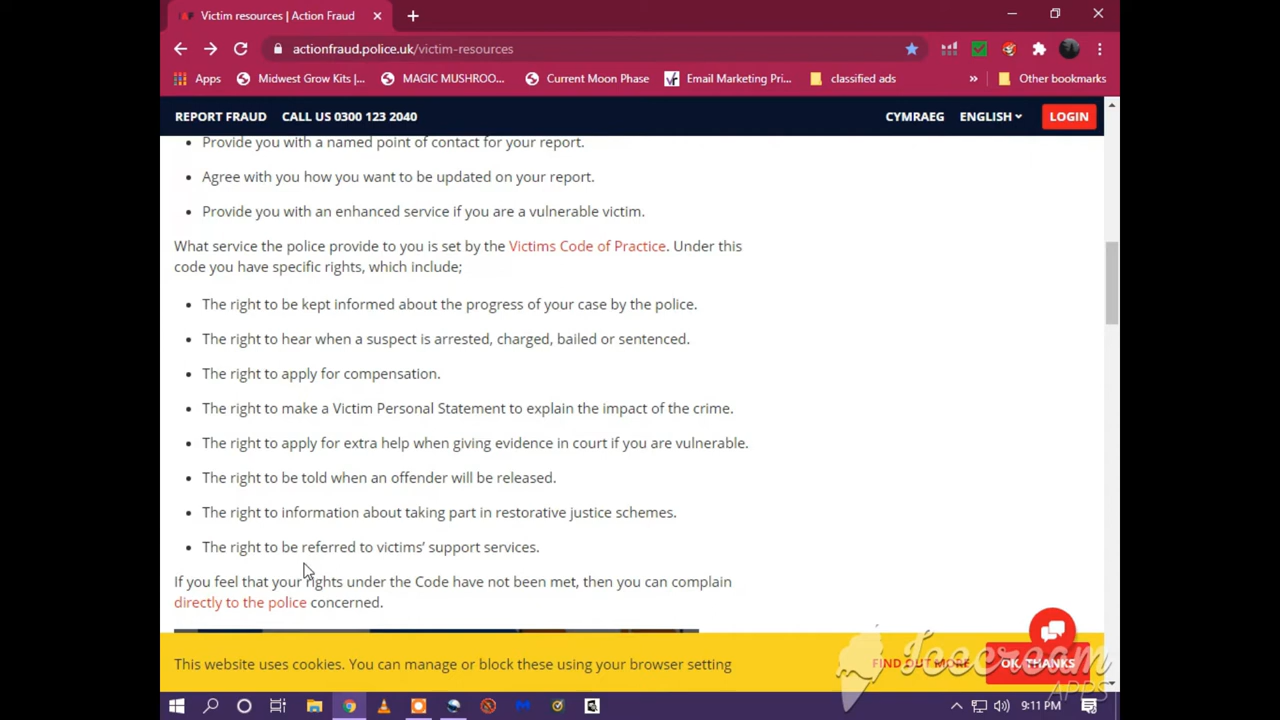 Victim resources | Action Fraud
actionfraud.police.uk/victim-resources
Apps Midwest Grow Kits |... MAGIC MUSHROO... Current Moon Phase Email Marketing Pri... classified ads » Other bookmarks
REPORT FRAUD CALL US 0300 123 2040 CYMRAEG ENGLISH LOGIN
• Provide you with a named point of contact for your report.
• Agree with you how you want to be updated on your report.
• Provide you with an enhanced service if you are a vulnerable victim.
What service the police provide to you is set by the Victims Code of Practice. Under this
code you have specific rights, which include;
• The right to be kept informed about the progress of your case by the police.
• The right to hear when a suspect is arrested, charged, bailed or sentenced.
• The right to apply for compensation.
• The right to make a Victim Personal Statement to explain the impact of the crime.
• The right to apply for extra help when giving evidence in court if you are vulnerable.
• The right to be told when an offender will be released.
• The right to information about taking part in restorative justice schemes.
• The right to be referred to victims’ support services.
If you feel that your rights under the Code have not been met, then you can complain
directly to the police concerned.
This website uses cookies. You can manage or block these using your browser setting FIND OUT MORE OK, THANKS
Icecream
APPS
9:11 PM